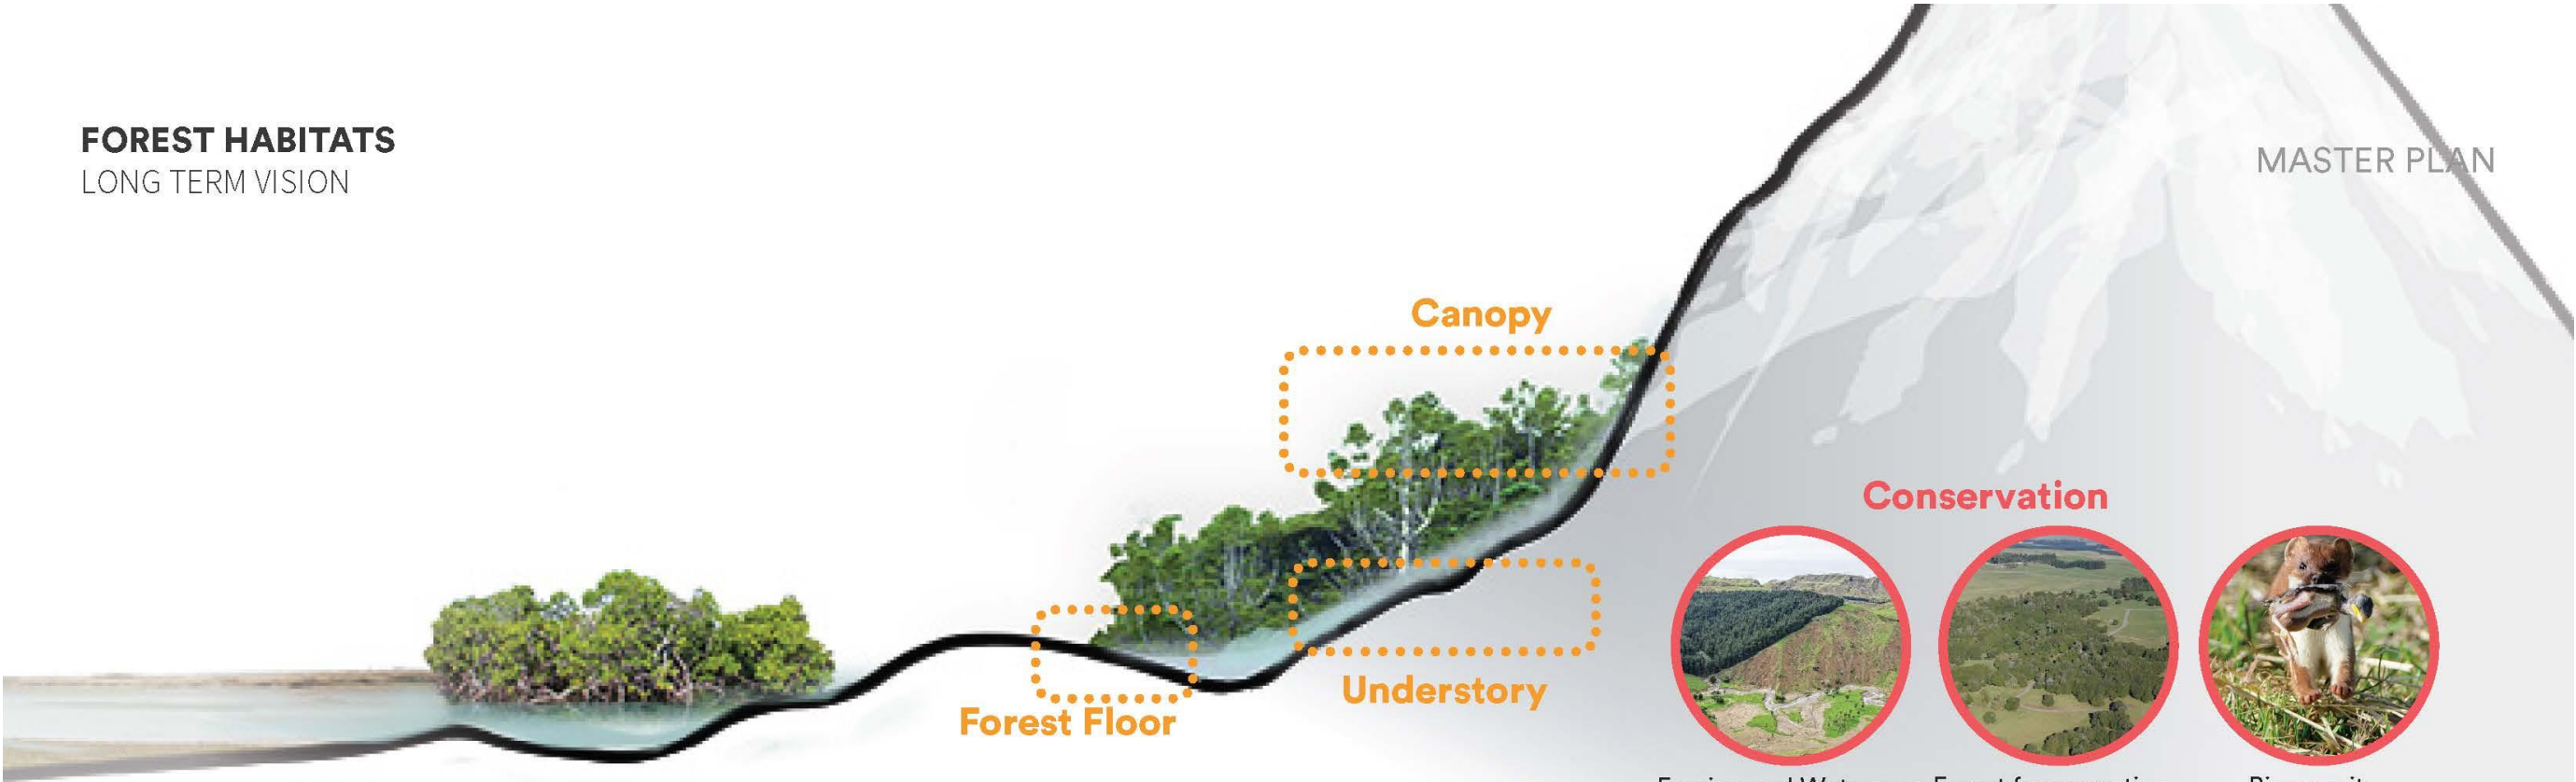 FOREST HABITATS
LONG TERM VISION
MASTER PLAN
Canopy
Conservation
Understory
Forest Floor